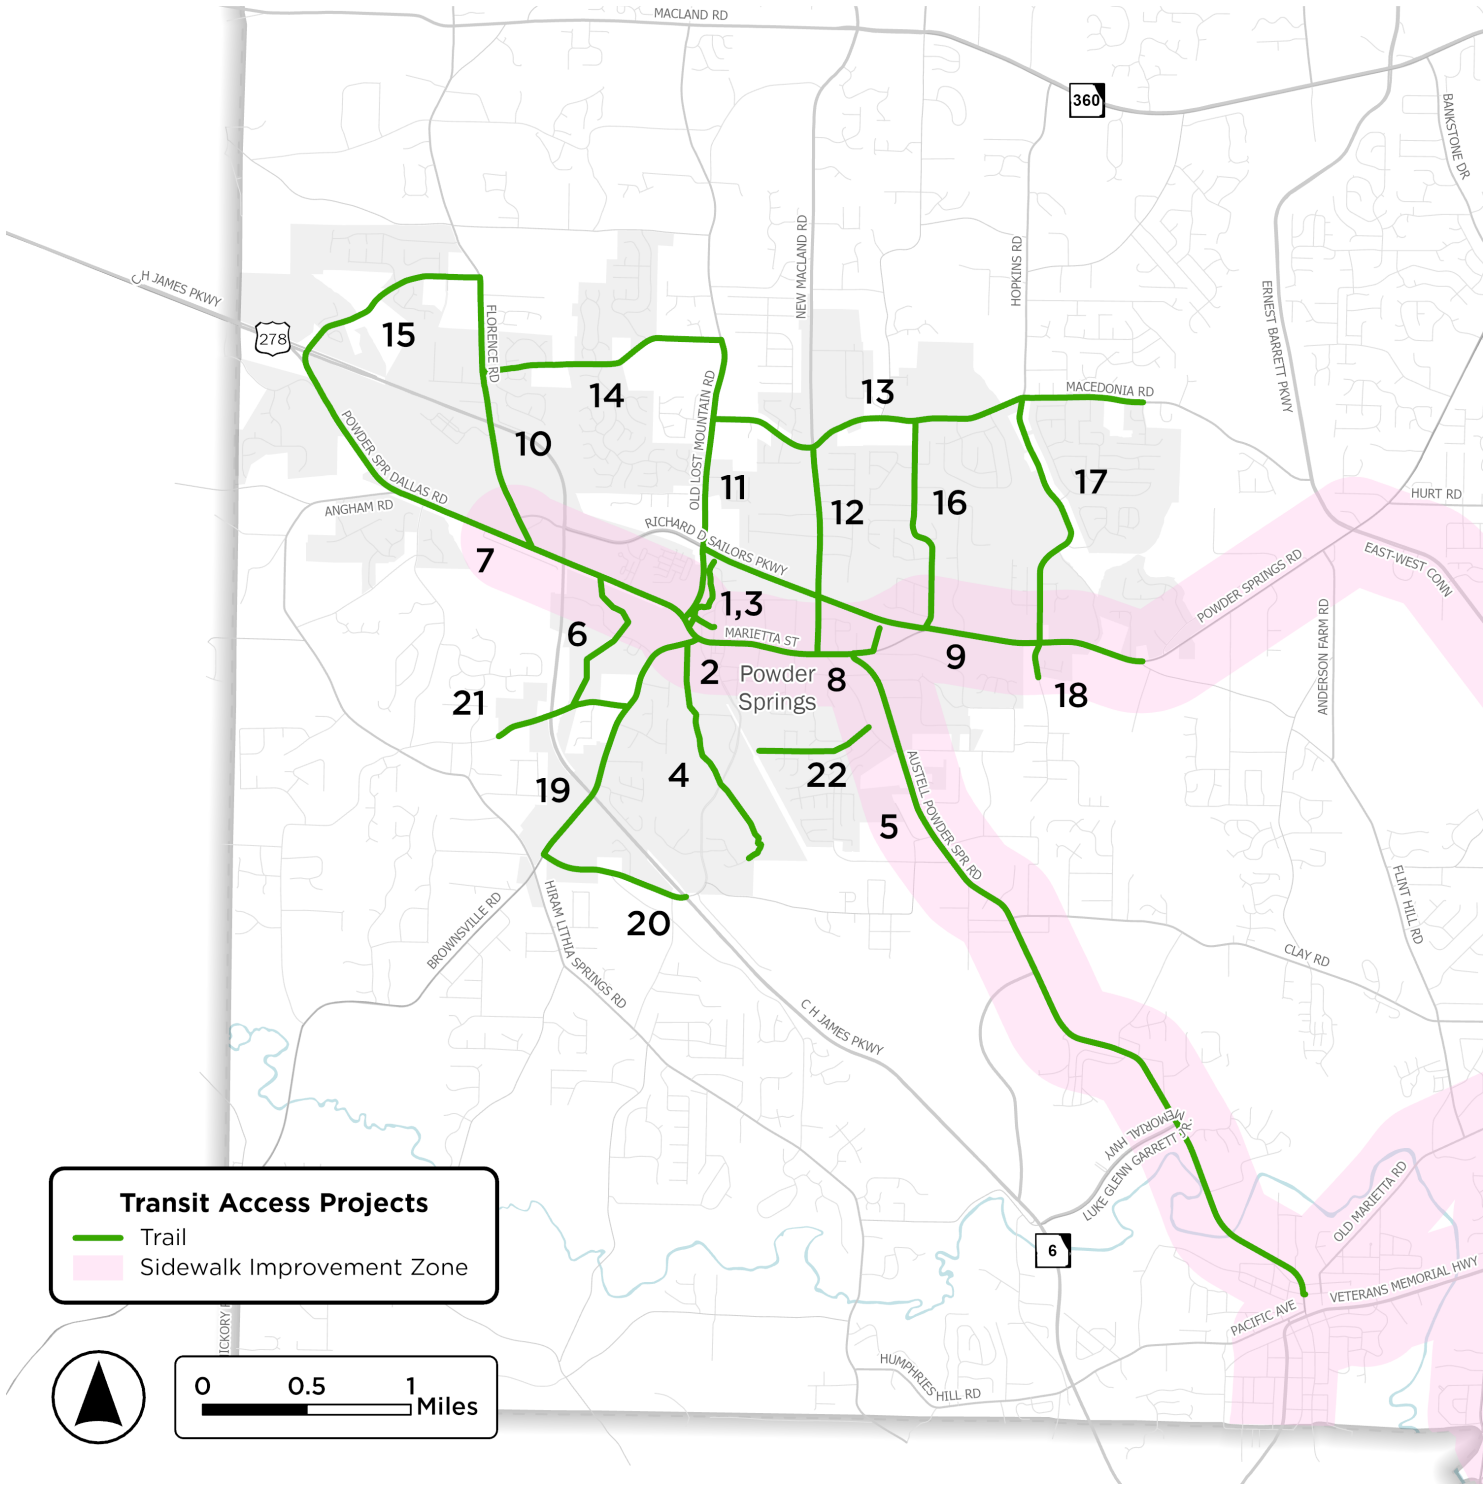 MACLAND RD
360
BANKSTONE DR
NEW MACLAND RD
HOPKINS RD
C H JAMES PKWY
278
ERNEST BARRETT PKWY
15
FLORENCE RD
14
OLD LOST MOUNTAIN RD
13
MACEDONIA RD
POWDER SPR DALLAS RD
10
11
12
16
17
HURT RD
ANGHAM RD
RICHARD D SAILORS PKWY
EAST-WEST CONN
7
POWDER SPRINGS RD
1,3
MARIETTA ST
6
ANDERSON FARM RD
2
Powder
Springs
8
9
18
21
19
4
22
5
AUSTELL POWDER SPR RD
20
BROWNSVILLE RD
HIRAM LITHIA SPRINGS RD
FLINT HILL RD
CLAY RD
C H JAMES PKWY
MEMORIAL HWY
LUKE GLENN GARRETT JR.
OLD MARIETTA RD
6
VETERANS MEMORIAL HWY
PACIFIC AVE
HUMPHRIES HILL RD
Transit Access Projects
Trail
Sidewalk Improvement Zone
0 0.5 1
Miles